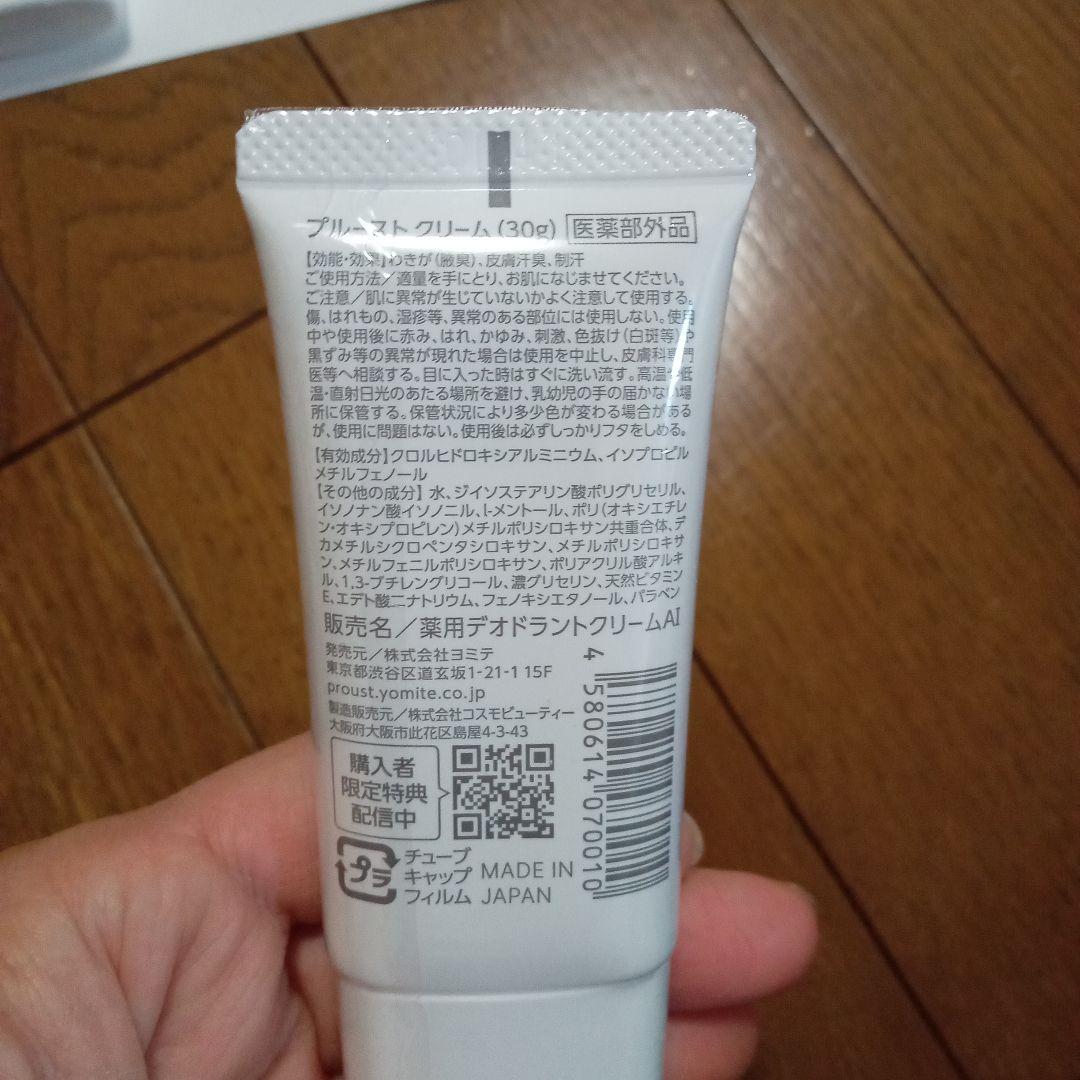 プルースト クリーム (30g) 医薬部外品
【効能・効果】わきが(腋臭)、皮膚汗臭、制汗
ご使用方法／適量を手にとり、お肌になじませてください。
ご注意／肌に異常が生じていないかよく注意して使用する。
傷、はれもの、湿疹等、異常のある部位には使用しない。使用
中や使用後に赤み、はれ、かゆみ、刺激、色抜け(白斑等)や
黒ずみ等の異常が現れた場合は使用を中止し、皮膚科専門
医等へ相談する。目に入った時はすぐに洗い流す。高温や低
温・直射日光のあたる場所を避け、乳幼児の手の届かない場
所に保管する。保管状況により多少色が変わる場合がある
が、使用に問題はない。使用後は必ずしっかりフタをしめる。
【有効成分】クロルヒドロキシアルミニウム、イソプロピル
メチルフェノール
【その他の成分】水、ジイソステアリン酸ポリグリセリル、
イソノナン酸イソノニル、l-メントール、ポリ(オキシエチレ
ン・オキシプロピレン)メチルポリシロキサン共重合体、デ
カメチルシクロペンタシロキサン、メチルポリシロキサ
ン、メチルフェニルポリシロキサン、ポリアクリル酸アルキ
ル、1,3-ブチレングリコール、濃グリセリン、天然ビタミン
E、エデト酸二ナトリウム、フェノキシエタノール、パラベン
販売名／薬用デオドラントクリームAI
発売元／株式会社ヨミテ
東京都渋谷区道玄坂1-21-1 15F
proust.yomite.co.jp
製造販売元／株式会社コスモビューティー
大阪府大阪市此花区島屋4-3-43
購入者
限定特典
配信中
4 580614 070010
プラ
チューブ
キャップ
フィルム
MADE IN
JAPAN